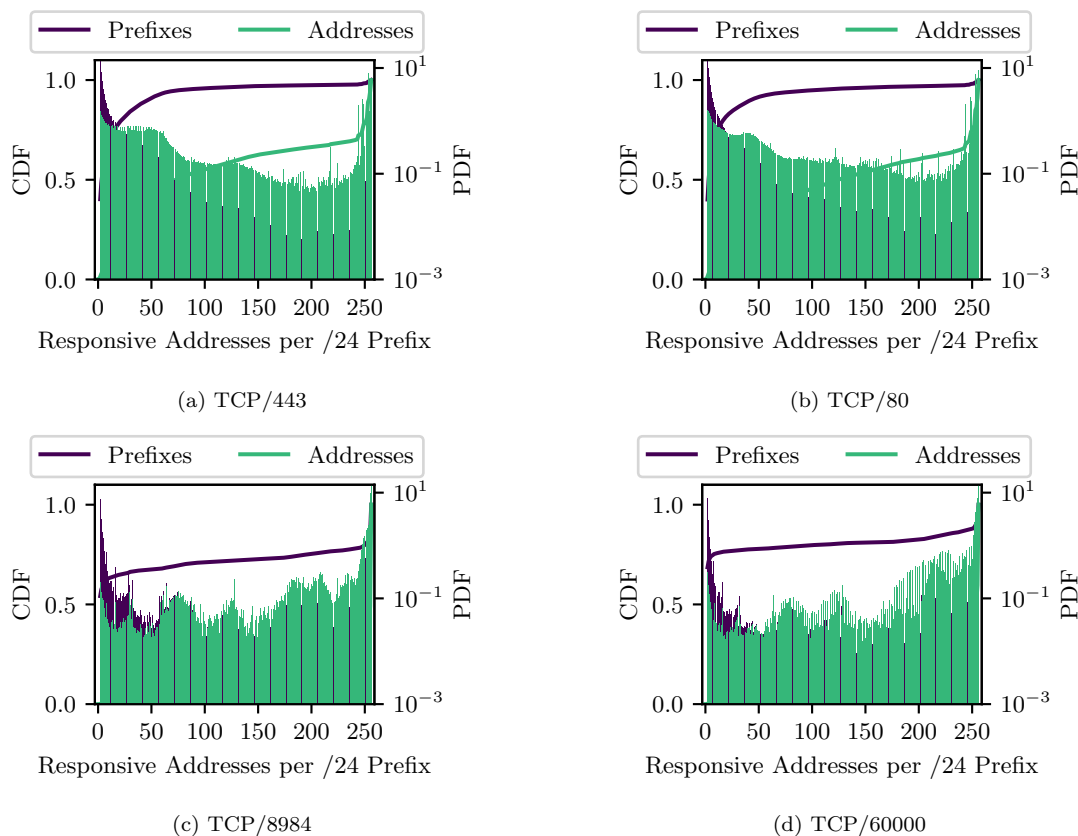 Prefixes Addresses
Prefixes Addresses
1.0
0.5
0.0
CDF
10^1
10^-1
10^-3
PDF
0 50 100 150 200 250
Responsive Addresses per /24 Prefix
(a) TCP/443
1.0
0.5
0.0
CDF
10^1
10^-1
10^-3
PDF
0 50 100 150 200 250
Responsive Addresses per /24 Prefix
(b) TCP/80
Prefixes Addresses
Prefixes Addresses
1.0
0.5
0.0
CDF
10^1
10^-1
10^-3
PDF
0 50 100 150 200 250
Responsive Addresses per /24 Prefix
(c) TCP/8984
1.0
0.5
0.0
CDF
10^1
10^-1
10^-3
PDF
0 50 100 150 200 250
Responsive Addresses per /24 Prefix
(d) TCP/60000